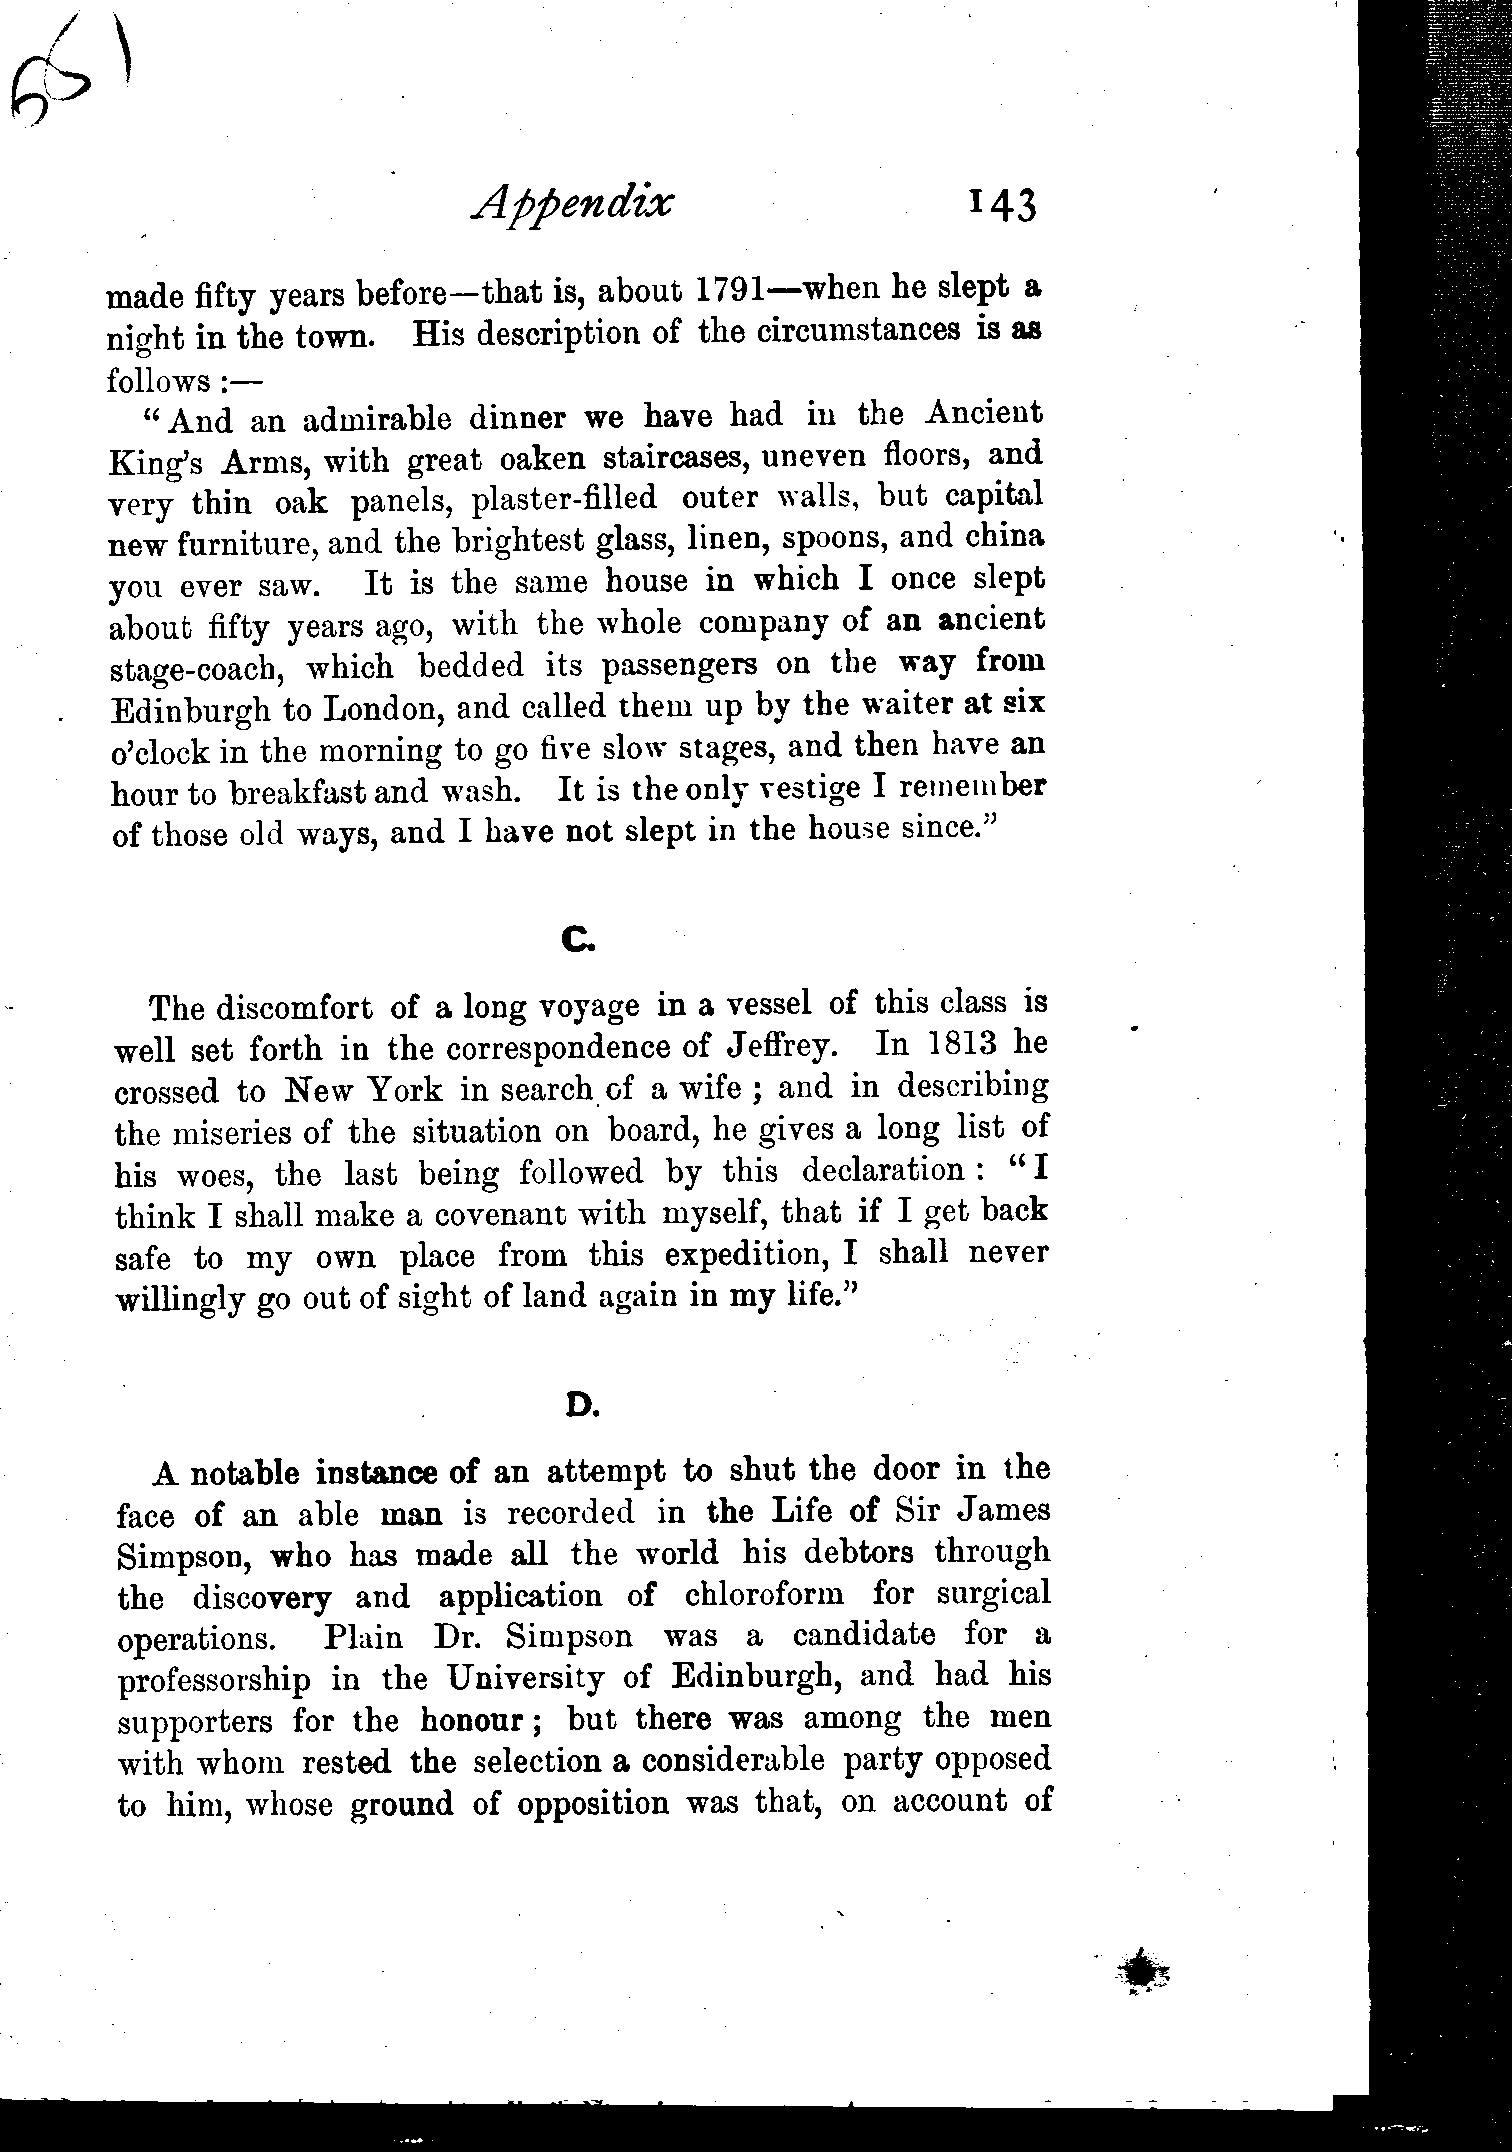 Appendix 143
made fifty years before—that is, about 1791—when he slept a
night in the town. His description of the circumstances is as
follows :—
“And an admirable dinner we have had in the Ancient
King’s Arms, with great oaken staircases, uneven floors, and
very thin oak panels, plaster-filled outer walls, but capital
new furniture, and the brightest glass, linen, spoons, and china
you ever saw. It is the same house in which I once slept
about fifty years ago, with the whole company of an ancient
stage-coach, which bedded its passengers on the way from
Edinburgh to London, and called them up by the waiter at six
o’clock in the morning to go five slow stages, and then have an
hour to breakfast and wash. It is the only vestige I remember
of those old ways, and I have not slept in the house since.”
C.
The discomfort of a long voyage in a vessel of this class is
well set forth in the correspondence of Jeffrey. In 1813 he
crossed to New York in search of a wife ; and in describing
the miseries of the situation on board, he gives a long list of
his woes, the last being followed by this declaration : “I
think I shall make a covenant with myself, that if I get back
safe to my own place from this expedition, I shall never
willingly go out of sight of land again in my life.”
D.
A notable instance of an attempt to shut the door in the
face of an able man is recorded in the Life of Sir James
Simpson, who has made all the world his debtors through
the discovery and application of chloroform for surgical
operations. Plain Dr. Simpson was a candidate for a
professorship in the University of Edinburgh, and had his
supporters for the honour ; but there was among the men
with whom rested the selection a considerable party opposed
to him, whose ground of opposition was that, on account of